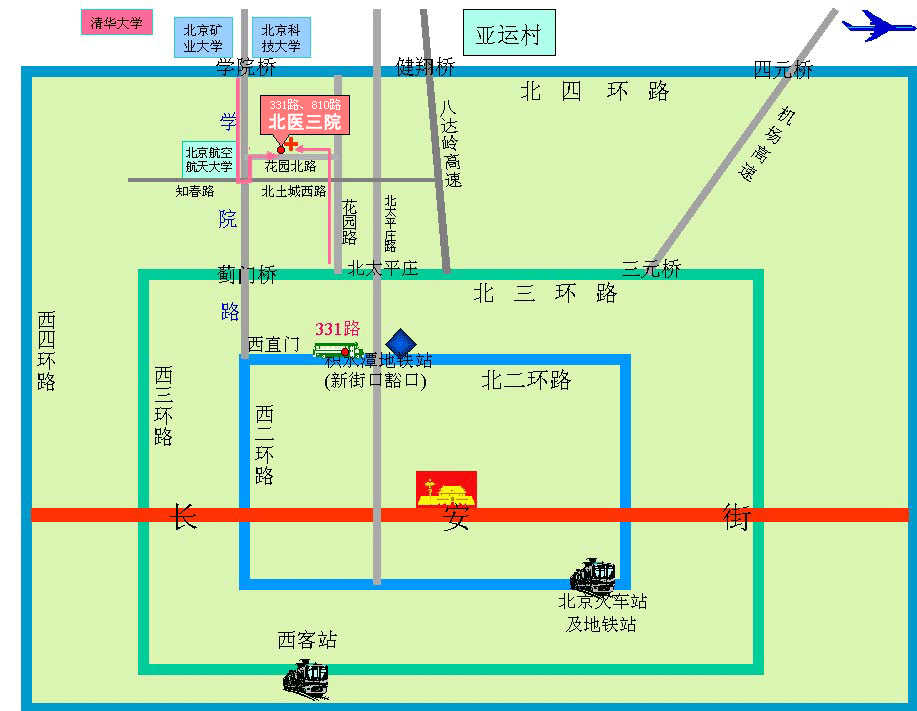 清华大学
北京矿
业大学
北京科
技大学
亚运村
学院桥
健翔桥
四元桥
北四环路
331路、810路
北医三院
八达岭高速
机场高速
学院路
北京航空
航天大学
花园北路
知春路
北土城西路
花园路
北太平庄路
蓟门桥
北太平庄
三元桥
北三环路
西四环路
331路
西直门
积水潭地铁站
(新街口豁口)
北二环路
西三环路
西二环路
长安街
北京火车站
及地铁站
西客站